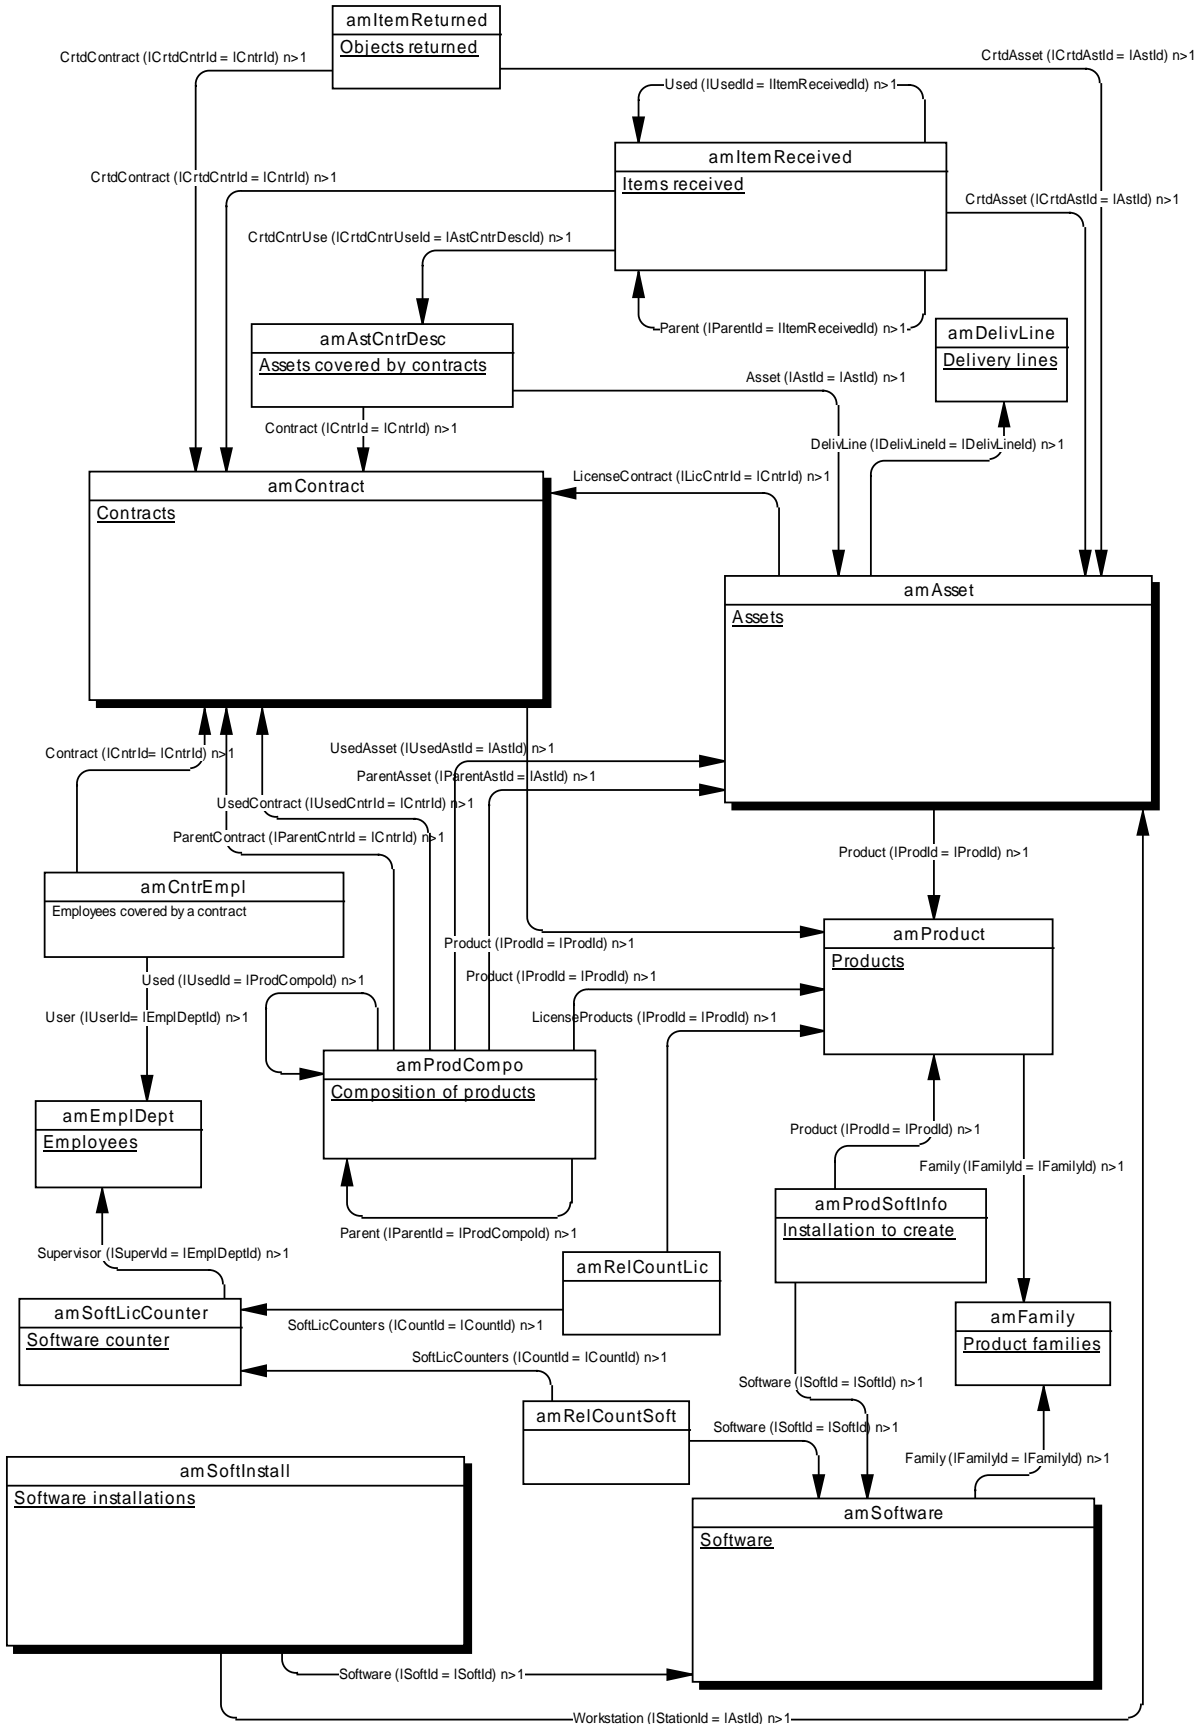 amItemReturned
Objects returned
CrtdContract (lCrtdCntrId = lCntrId) n>1
CrtdAsset (lCrtdAstId = lAstId) n>1
Used (lUsedId = lItemReceivedId) n>1
amItemReceived
Items received
CrtdContract (lCrtdCntrId = lCntrId) n>1
CrtdAsset (lCrtdAstId = lAstId) n>1
CrtdCntrUse (lCrtdCntrUseId = lAstCntrDescId) n>1
Parent (lParentId = lItemReceivedId) n>1
amAstCntrDesc
Assets covered by contracts
amDelivLine
Delivery lines
Asset (lAstId = lAstId) n>1
Contract (lCntrId = lCntrId) n>1
DelivLine (lDelivLineId = lDelivLineId) n>1
LicenseContract (lLicCntrId = lCntrId) n>1
amContract
Contracts
amAsset
Assets
Contract (lCntrId= lCntrId) n>1
UsedAsset (lUsedAstId = lAstId) n>1
ParentAsset (lParentAstId = lAstId) n>1
UsedContract (lUsedCntrId = lCntrId) n>1
ParentContract (lParentCntrId = lCntrId) n>1
Product (lProdId = lProdId) n>1
amCntrEmpl
Employees covered by a contract
amProduct
Products
Product (lProdId = lProdId) n>1
Used (lUsedId = lProdCompoId) n>1
Product (lProdId = lProdId) n>1
User (lUserId= lEmplDeptId) n>1
LicenseProducts (lProdId = lProdId) n>1
amProdCompo
Composition of products
amEmplDept
Employees
Product (lProdId = lProdId) n>1
Family (lFamilyId = lFamilyId) n>1
amProdSoftInfo
Installation to create
Parent (lParentId = lProdCompoId) n>1
Supervisor (lSupervId = lEmplDeptId) n>1
amRelCountLic
amSoftLicCounter
Software counter
amFamily
Product families
SoftLicCounters (lCountId = lCountId) n>1
SoftLicCounters (lCountId = lCountId) n>1
Software (lSoftId = lSoftId) n>1
amRelCountSoft
Software (lSoftId = lSoftId) n>1
Family (lFamilyId = lFamilyId) n>1
amSoftInstall
Software installations
amSoftware
Software
Software (lSoftId = lSoftId) n>1
Workstation (lStationId = lAstId) n>1